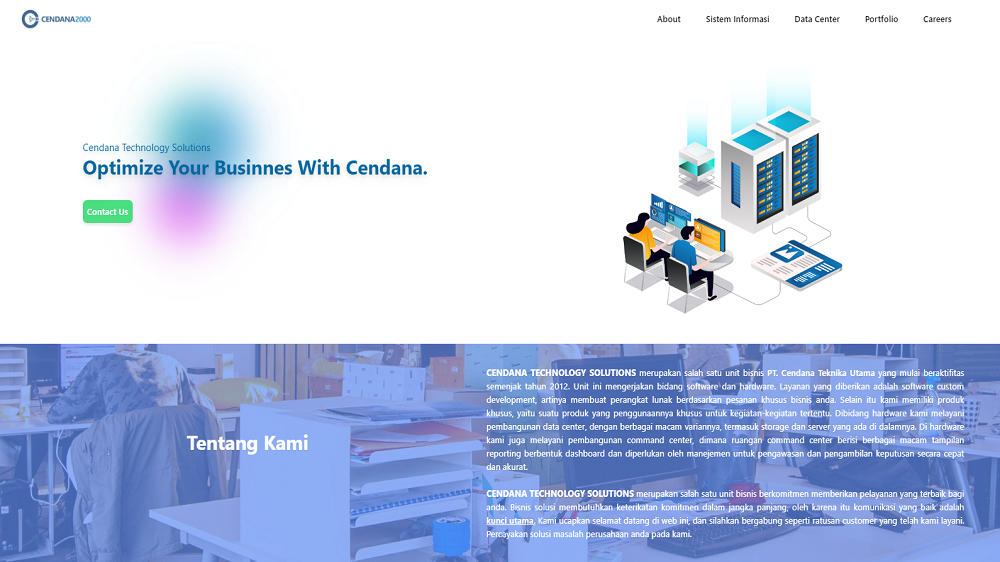 CENDANA2000
About
Sistem Informasi
Data Center
Portfolio
Careers
Cendana Technology Solutions
Optimize Your Businnes With Cendana.
Contact Us
Tentang Kami
CENDANA TECHNOLOGY SOLUTIONS merupakan salah satu unit bisnis PT. Cendana Teknika Utama yang mulai beraktifitas
semenjak tahun 2012. Unit ini mengerjakan bidang software dan hardware. Layanan yang diberikan adalah software custom
development, artinya membuat perangkat lunak berdasarkan pesanan khusus bisnis anda. Selain itu kami memiliki produk
khusus, yaitu suatu produk yang penggunaannya khusus untuk kegiatan-kegiatan tertentu. Dibidang hardware kami melayani
pembangunan data center, dengan berbagai macam variannya, termasuk storage dan server yang ada di dalamnya. Di hardware
kami juga melayani pembangunan command center, dimana ruangan command center berisi berbagai macam tampilan
reporting berbentuk dashboard dan diperlukan oleh manejemen untuk pengawasan dan pengambilan keputusan secara cepat
dan akurat.
CENDANA TECHNOLOGY SOLUTIONS merupakan salah satu unit bisnis berkomitmen memberikan pelayanan yang terbaik bagi
anda. Bisnis solusi membutuhkan keterikatan komitmen dalam jangka panjang, oleh karena itu komunikasi yang baik adalah
kunci utama, Kami ucapkan selamat datang di web ini, dan silahkan bergabung seperti ratusan customer yang telah kami layani.
Percayakan solusi masalah perusahaan anda pada kami.